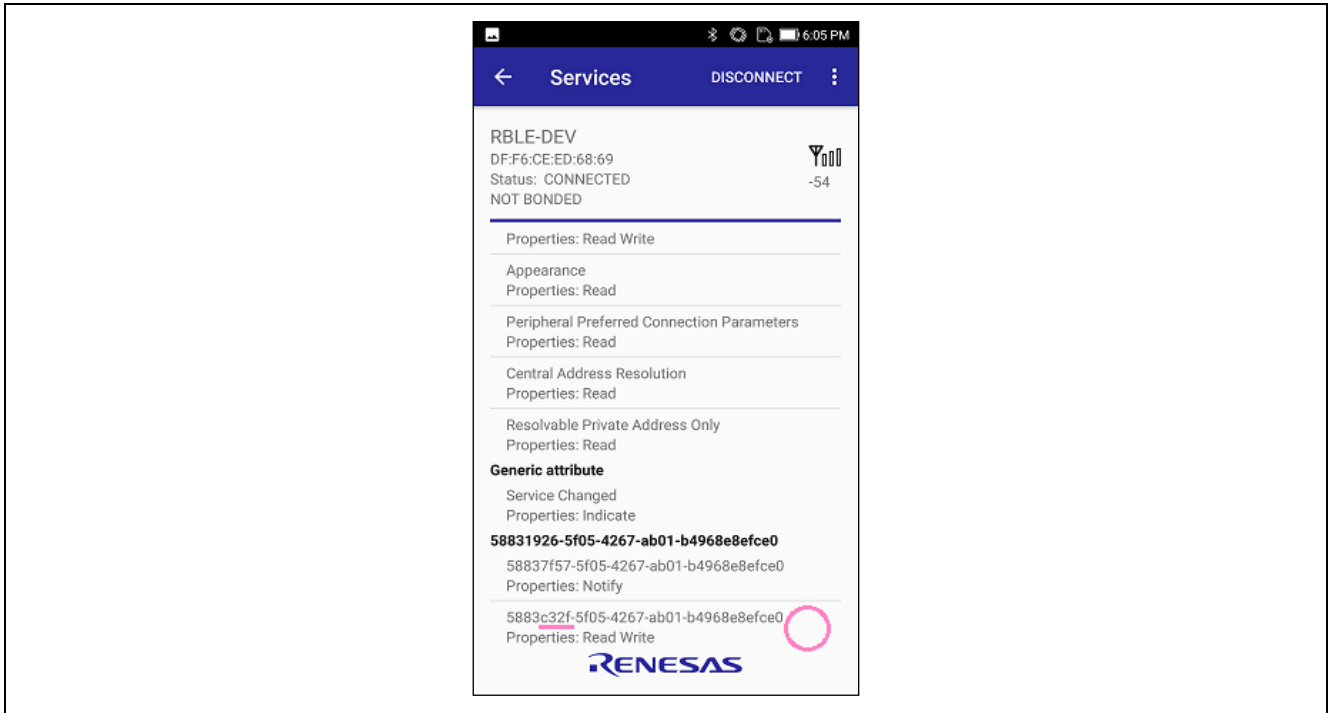 6:05 PM
Services DISCONNECT
RBLE-DEV
DF:F6:CE:ED:68:69
Status: CONNECTED
-54
NOT BONDED
Properties: Read Write
Appearance
Properties: Read
Peripheral Preferred Connection Parameters
Properties: Read
Central Address Resolution
Properties: Read
Resolvable Private Address Only
Properties: Read
Generic attribute
Service Changed
Properties: Indicate
58831926-5f05-4267-ab01-b4968e8efce0
58837f57-5f05-4267-ab01-b4968e8efce0
Properties: Notify
5883c32f-5f05-4267-ab01-b4968e8efce0
Properties: Read Write
RENESAS